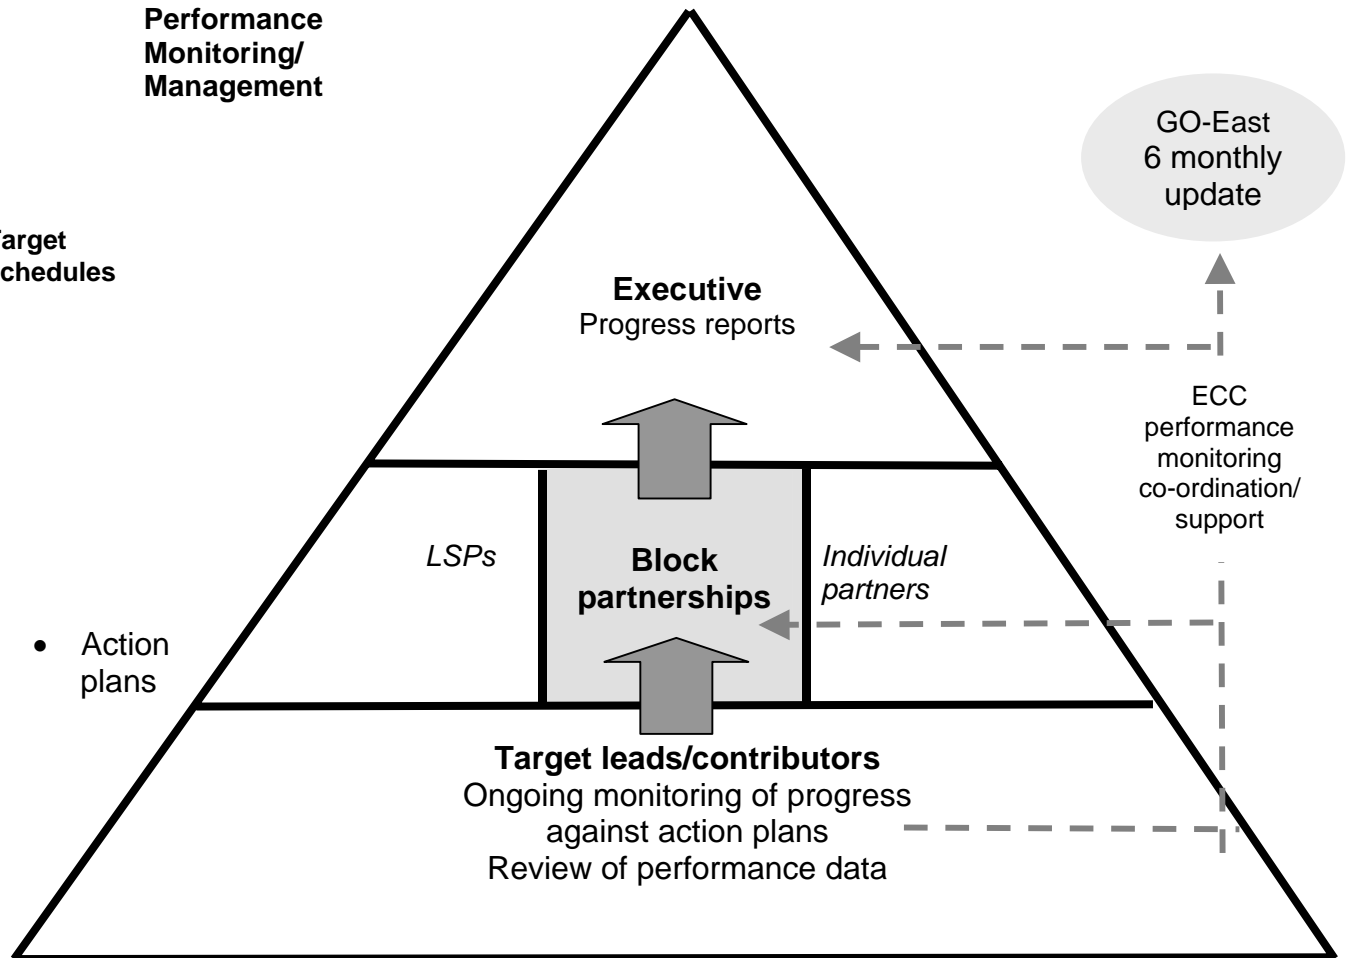 Performance
Monitoring/
Management
GO-East
6 monthly
update
arget
chedules
Executive
Progress reports
ECC
performance
monitoring
co-ordination/
support
LSPs
Block
partnerships
Individual
partners
• Action
plans
Target leads/contributors
Ongoing monitoring of progress
against action plans
Review of performance data